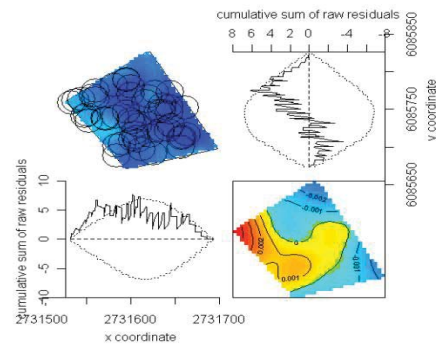 cumulative sum of raw residuals
8 6 4 2 0 -4 -8
6085850
6085750
6085650
y coordinate
cumulative sum of raw residuals
10
5
0
-5
-10
2731500 2731600 2731700
x coordinate
-0.002
-0.001
0
0.002
0.001
-0.001